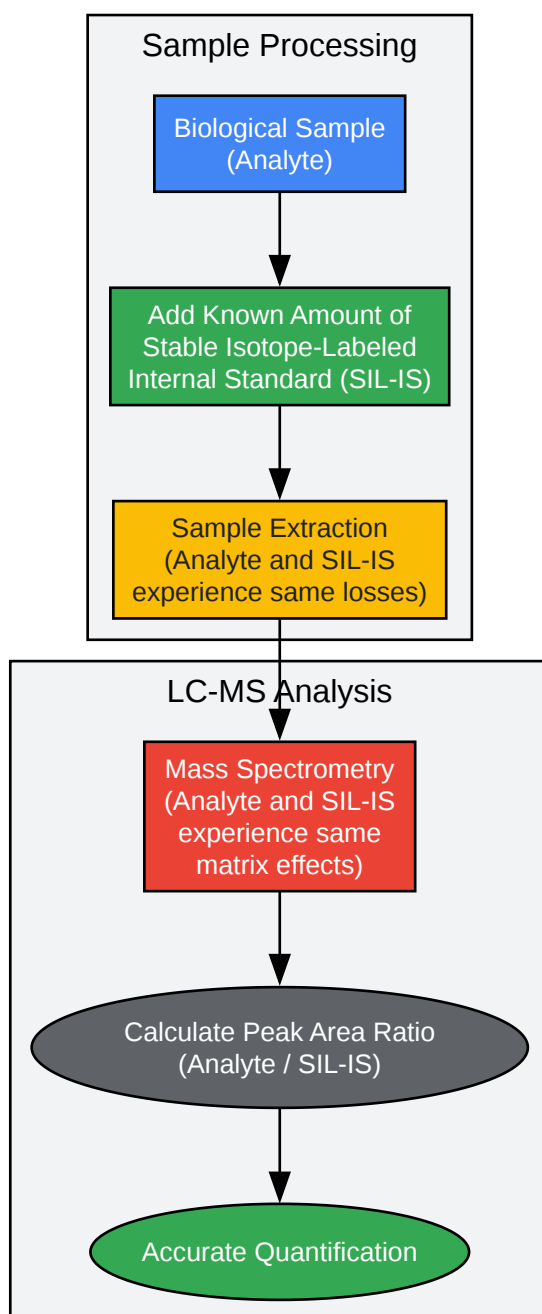 Sample Processing
Biological Sample
(Analyte)
Add Known Amount of
Stable Isotope-Labeled
Internal Standard (SIL-IS)
Sample Extraction
(Analyte and SIL-IS
experience same losses)
LC-MS Analysis
Mass Spectrometry
(Analyte and SIL-IS
experience same
matrix effects)
Calculate Peak Area Ratio
(Analyte / SIL-IS)
Accurate Quantification